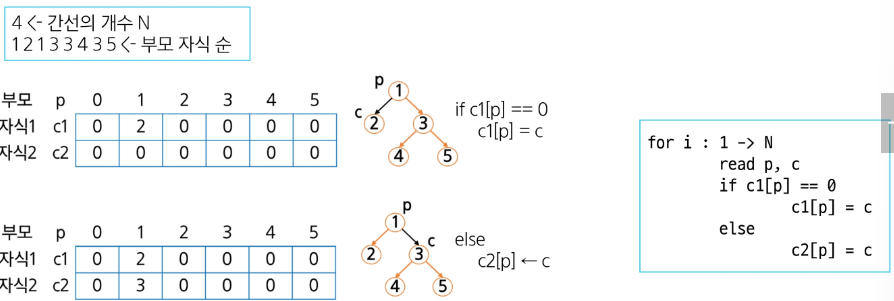 4 <- 간선의 개수 N
1 2 1 3 3 4 3 5 <- 부모 자식 순
부모 p 0 1 2 3 4 5
자식1 c1 0 2 0 0 0 0
자식2 c2 0 0 0 0 0 0
p
1
c
2 3
4 5
if c1[p] == 0
c1[p] = c
부모 p 0 1 2 3 4 5
자식1 c1 0 2 0 0 0 0
자식2 c2 0 3 0 0 0 0
p
1
c
2 3
4 5
else
c2[p] ← c
for i : 1 -> N
read p, c
if c1[p] == 0
c1[p] = c
else
c2[p] = c